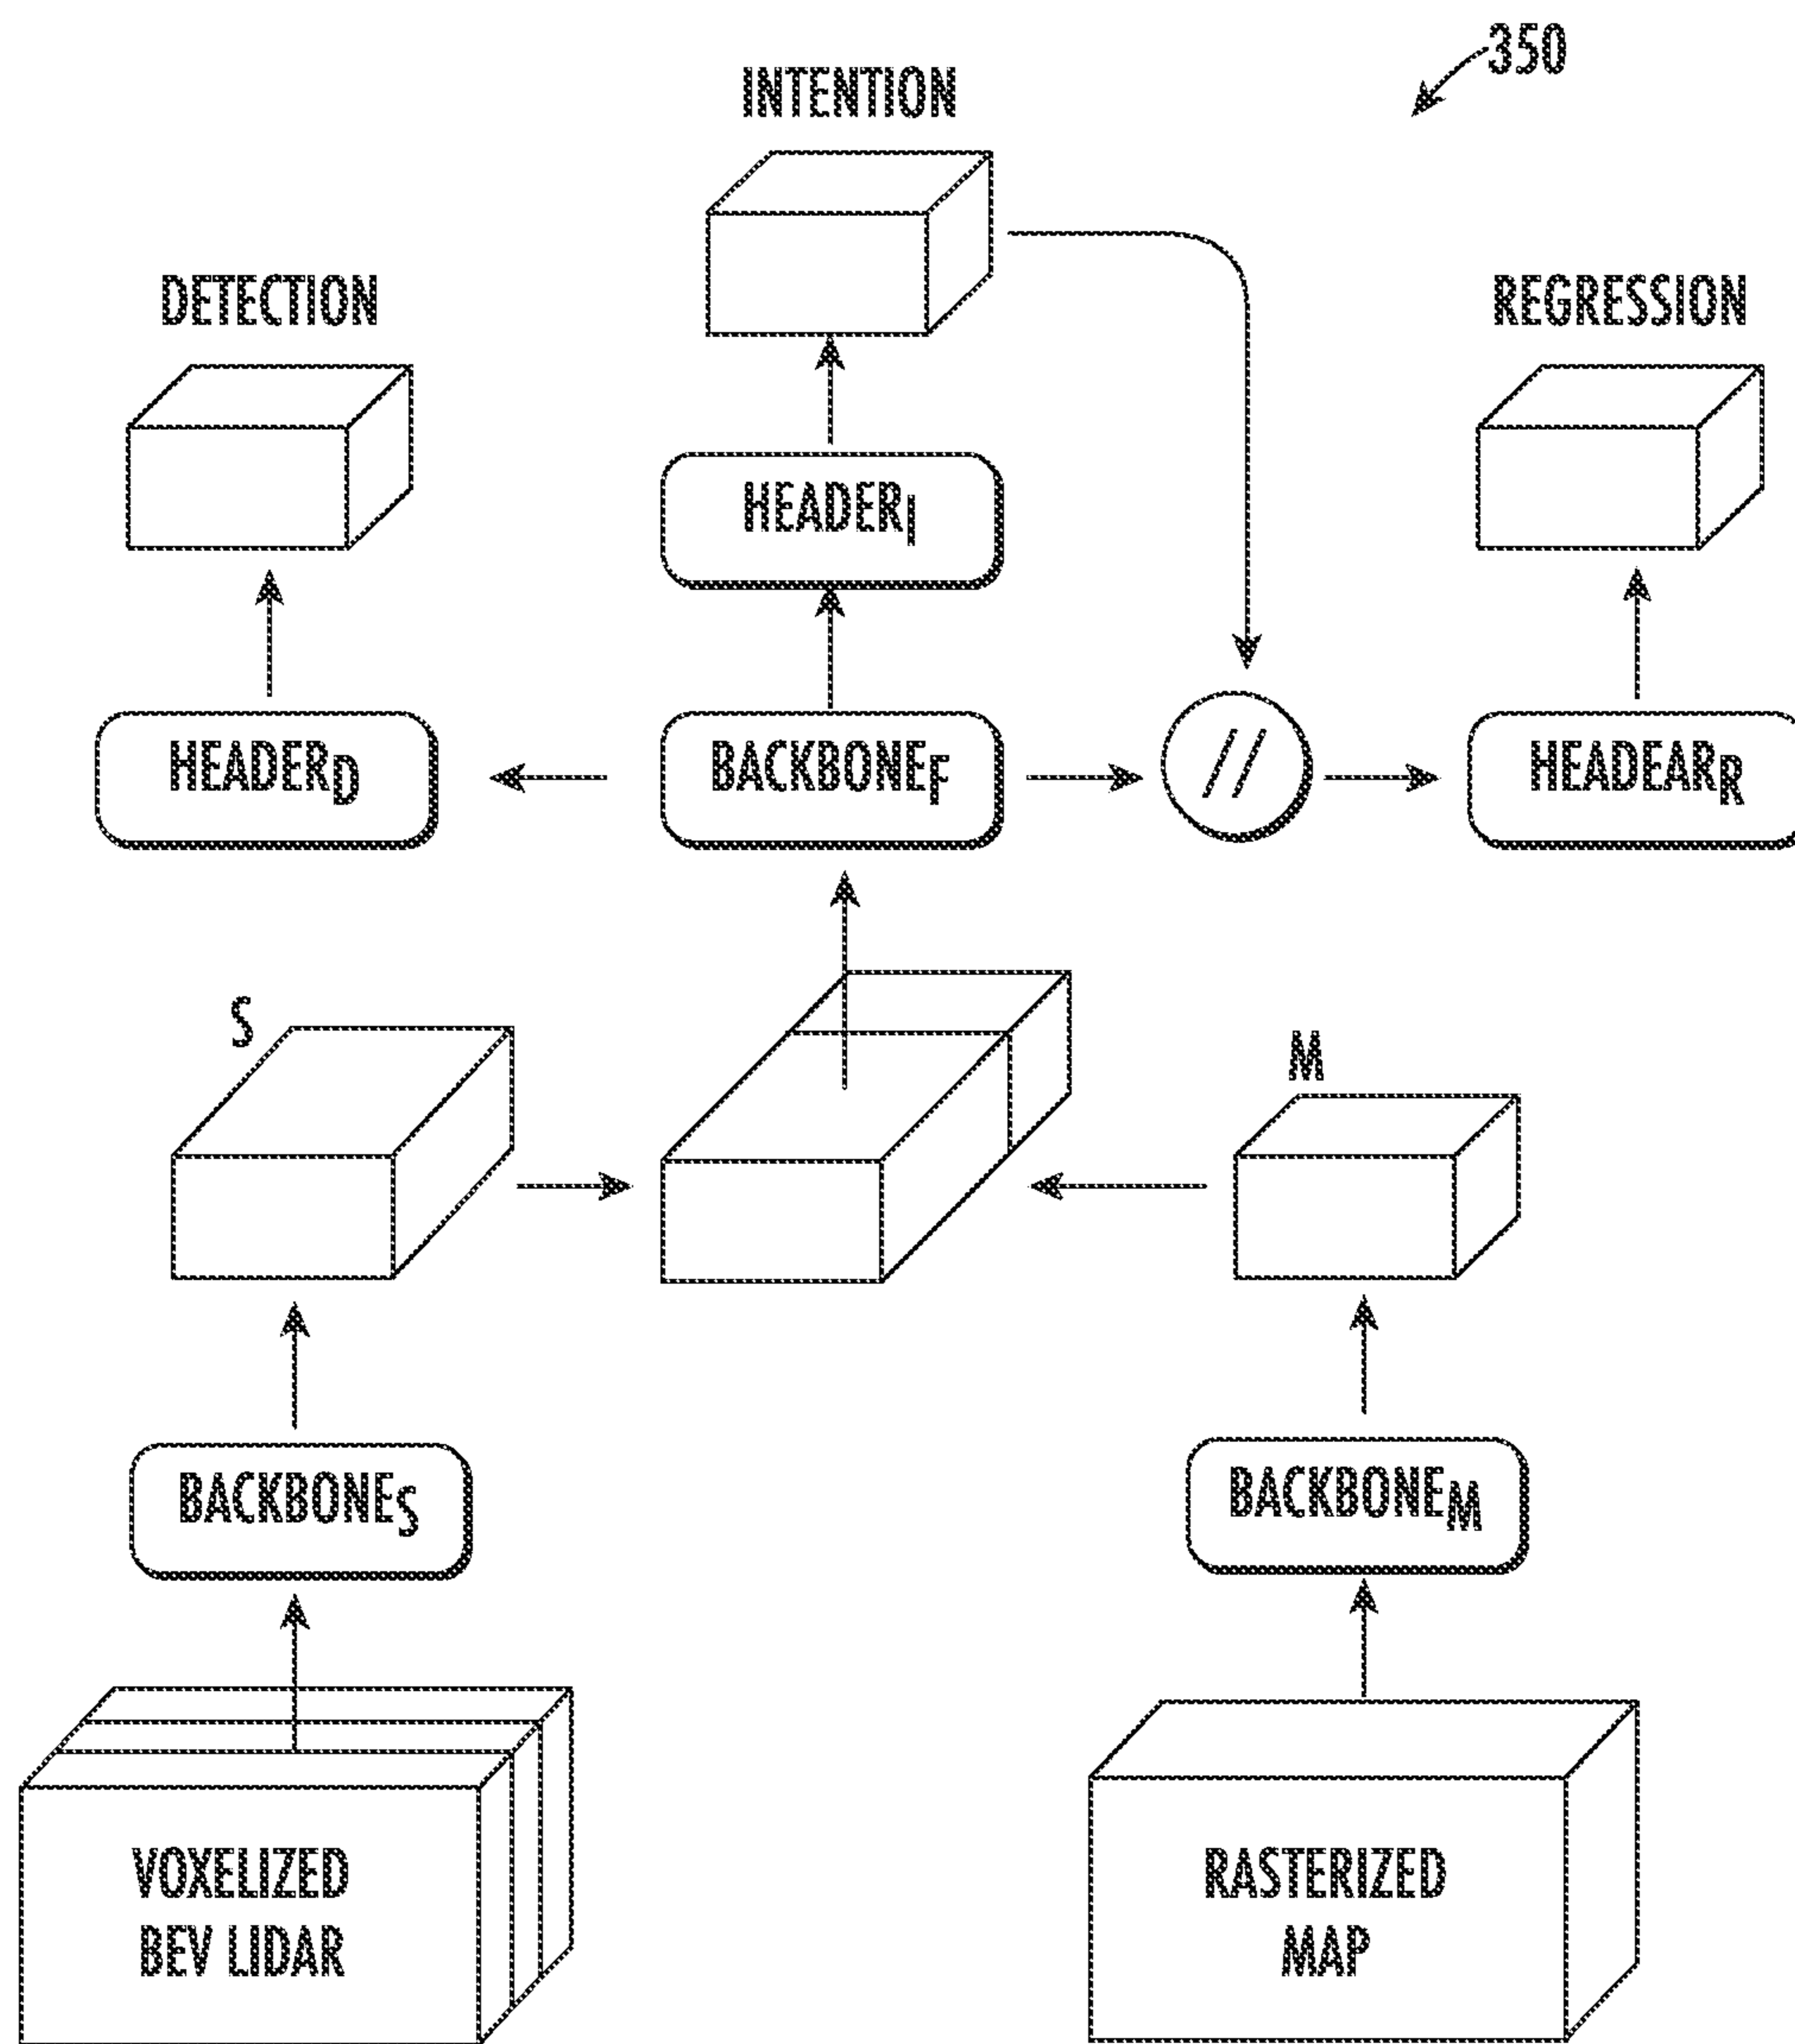 350
INTENTION
DETECTION
REGRESSION
HEADERI
HEADERD
BACKBONEF
//
HEADEARR
S
M
BACKBONES
BACKBONEM
VOXELIZED
BEV LIDAR
RASTERIZED
MAP